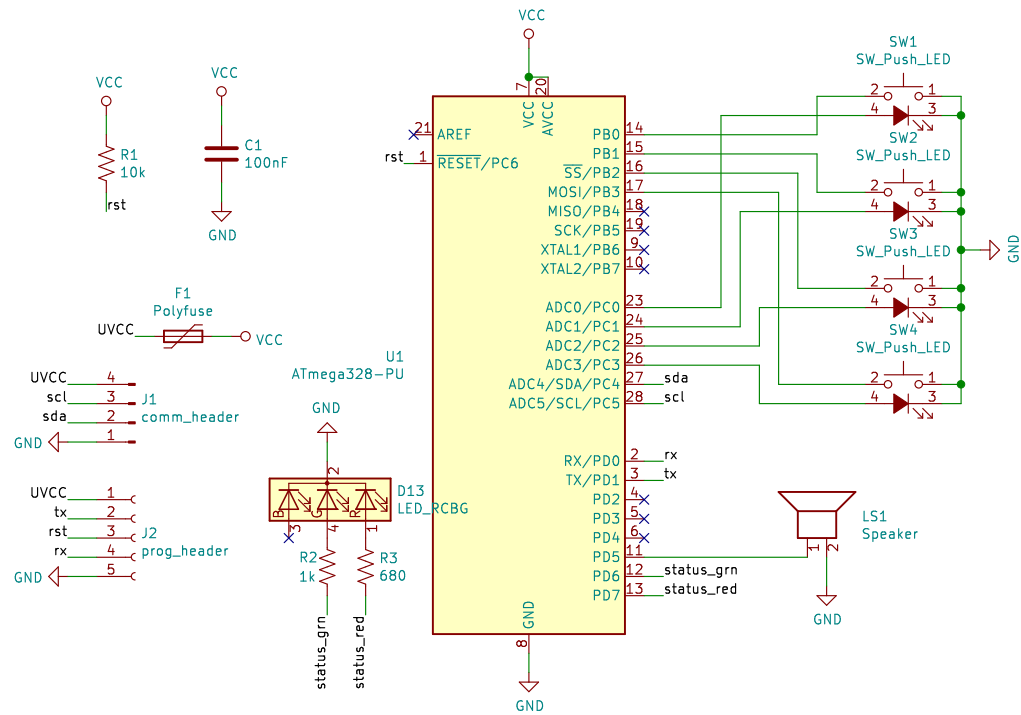 VCC
R1
10k
rst
VCC
C1
100nF
GND
F1
Polyfuse
UVCC
VCC
UVCC
4
scl
3
J1
sda
2
comm_header
GND
1
UVCC
1
tx
2
rst
3
J2
rx
4
prog_header
GND
5
GND
2
D13
LED_RCBG
B
G
R
3
4
1
R2
1k
R3
680
status_grn
status_red
VCC
7
20
VCC
AVCC
21
AREF
rst
1
RESET/PC6
U1
ATmega328-PU
PB0
14
PB1
15
SS/PB2
16
MOSI/PB3
17
MISO/PB4
18
SCK/PB5
19
XTAL1/PB6
9
XTAL2/PB7
10
ADC0/PC0
23
ADC1/PC1
24
ADC2/PC2
25
ADC3/PC3
26
ADC4/SDA/PC4
27
sda
ADC5/SCL/PC5
28
scl
RX/PD0
2
rx
TX/PD1
3
tx
PD2
4
PD3
5
PD4
6
PD5
11
PD6
12
status_grn
PD7
13
status_red
GND
8
GND
SW1
SW_Push_LED
2
1
4
3
SW2
SW_Push_LED
2
1
4
3
SW3
SW_Push_LED
2
1
4
3
SW4
SW_Push_LED
2
1
4
3
GND
LS1
Speaker
1
2
GND